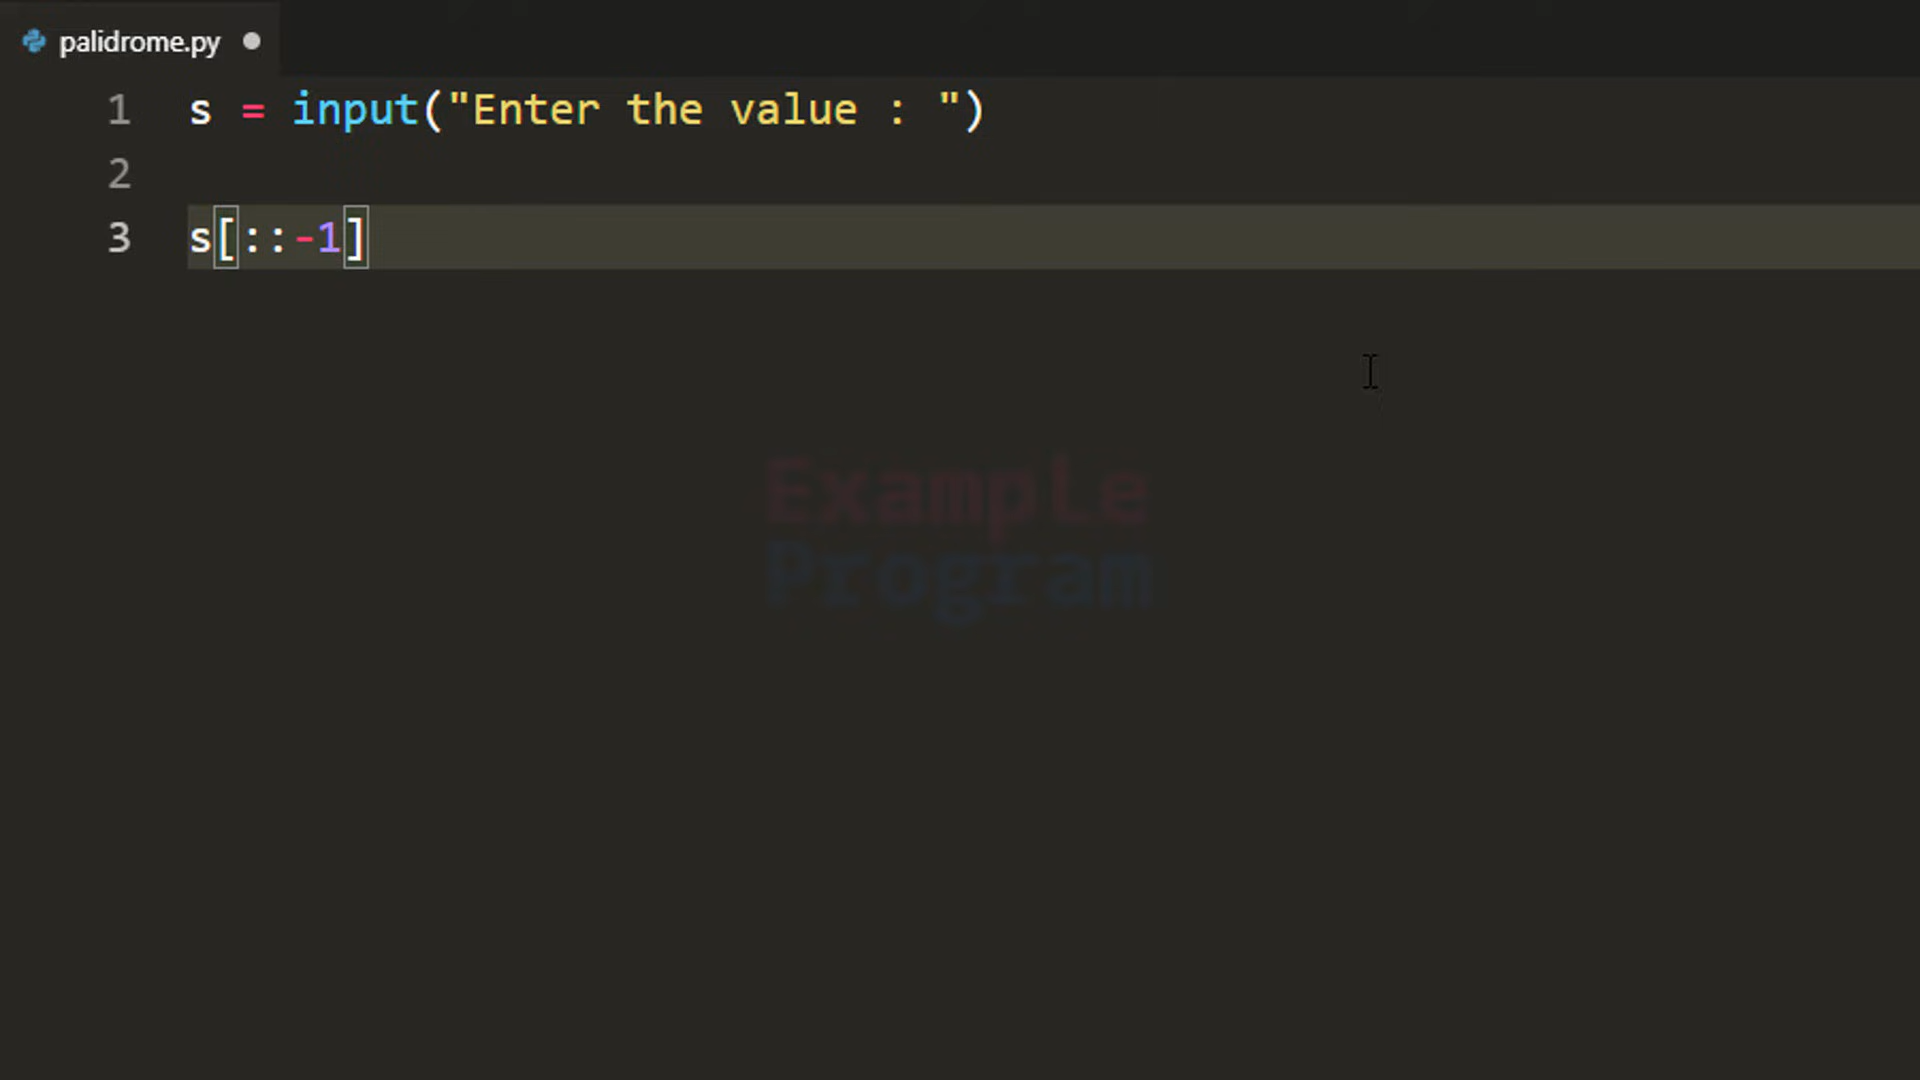 palidrome.py
1 s = input("Enter the value : ")
2
3 s[::-1]
Example
Program